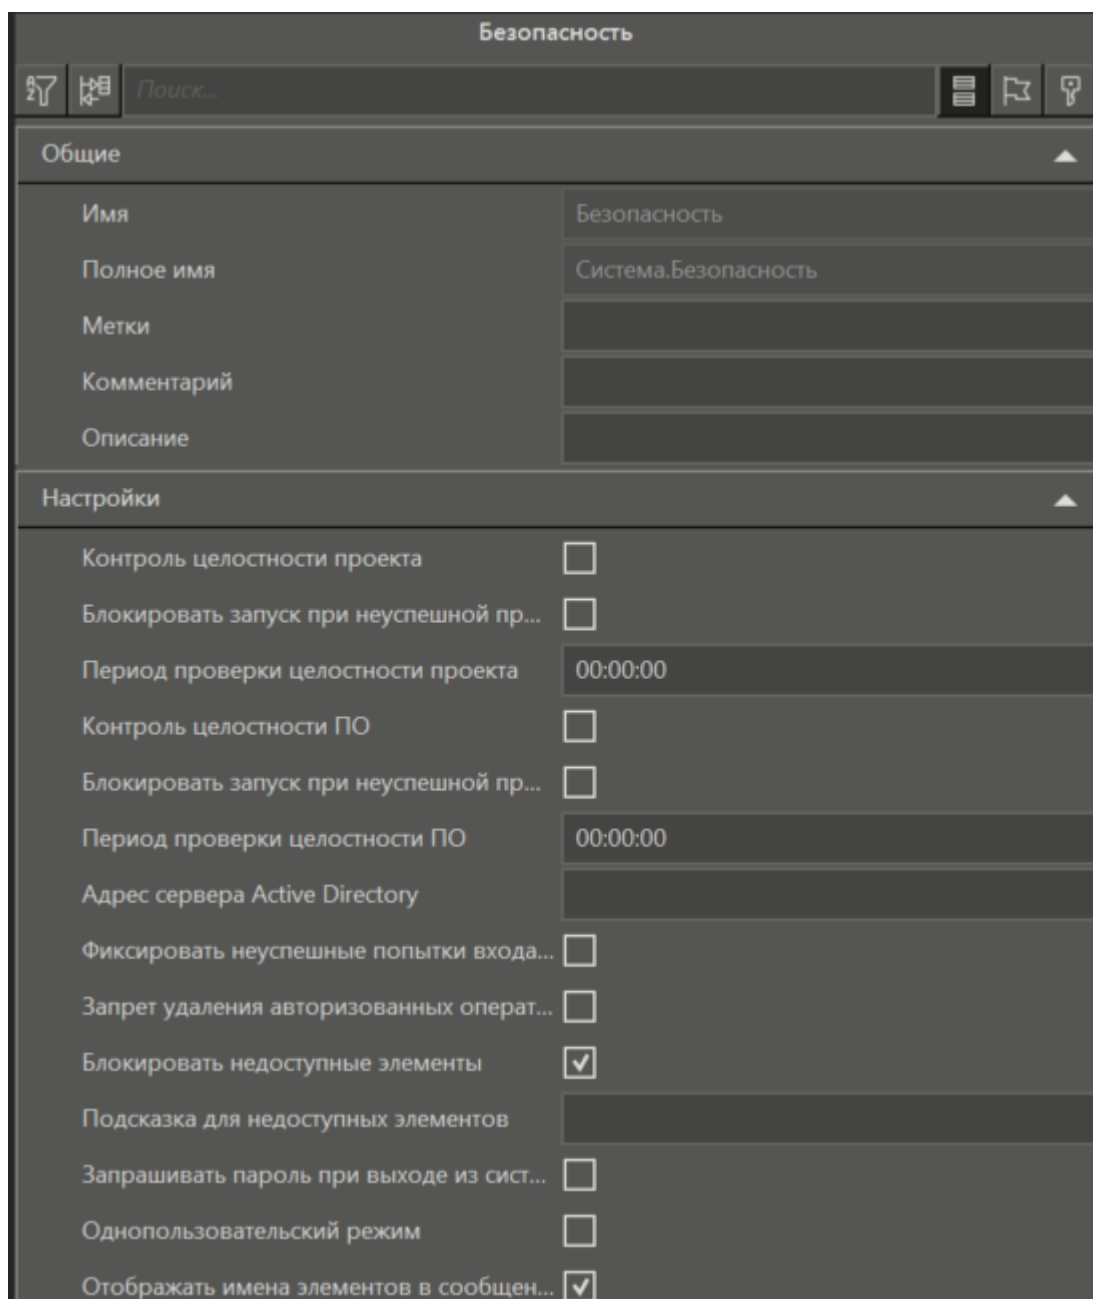 Безопасность
Поиск...
Общие
Имя Безопасность
Полное имя Система.Безопасность
Метки
Комментарий
Описание
Настройки
Контроль целостности проекта
Блокировать запуск при неуспешной пр...
Период проверки целостности проекта 00:00:00
Контроль целостности ПО
Блокировать запуск при неуспешной пр...
Период проверки целостности ПО 00:00:00
Адрес сервера Active Directory
Фиксировать неуспешные попытки входа...
Запрет удаления авторизованных операт...
Блокировать недоступные элементы
Подсказка для недоступных элементов
Запрашивать пароль при выходе из сист...
Однопользовательский режим
Отображать имена элементов в сообщен...